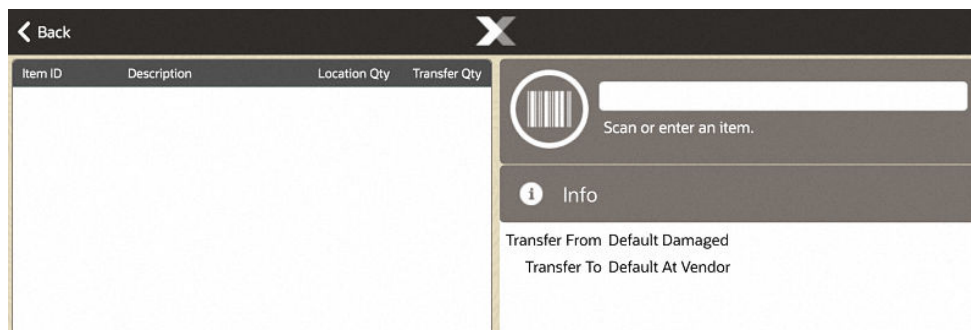 Back
Item ID Description Location Qty Transfer Qty
Scan or enter an item.
Info
Transfer From Default Damaged
Transfer To Default At Vendor